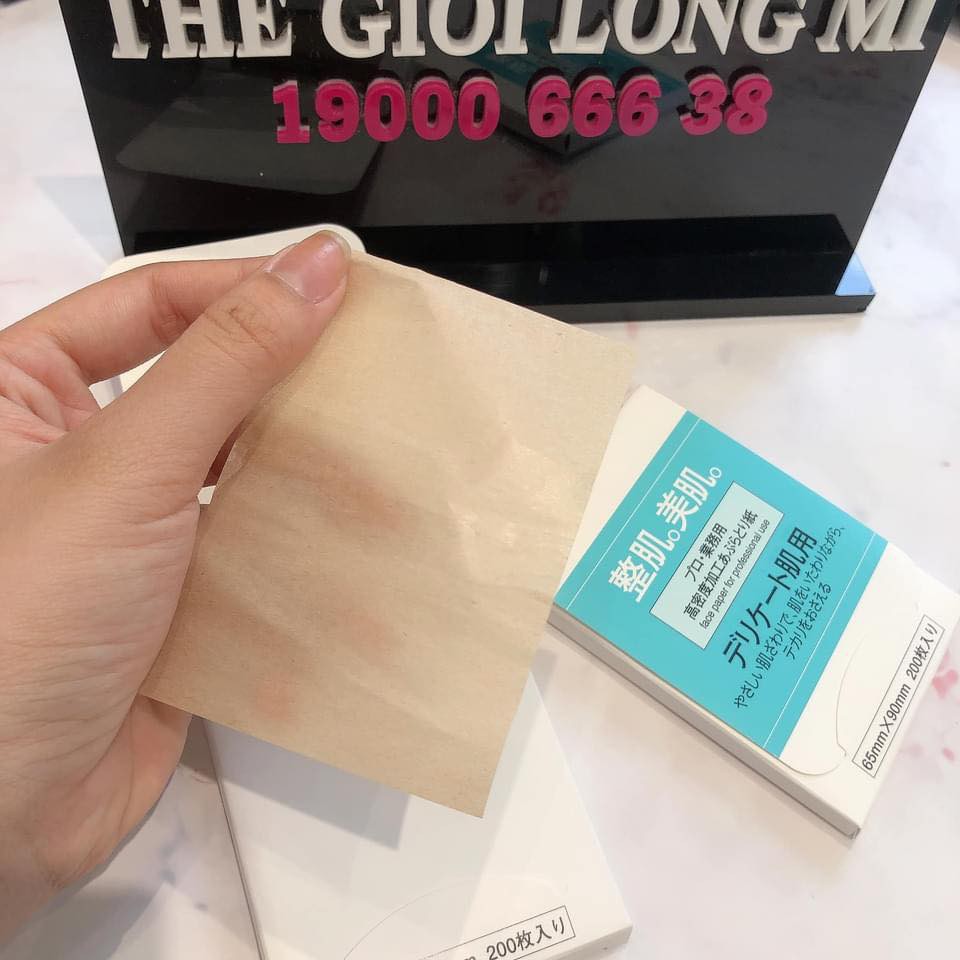 THE GIOI LONG MI
19000 666 38
整肌。美肌。
プロ・業務用
高密度加工あぶらとり紙
face paper for professional use
デリケート肌用
やさしい肌ざわりで、肌をいたわりながら、
テカリをおさえる
65mm×90mm 200枚入り
200枚入り